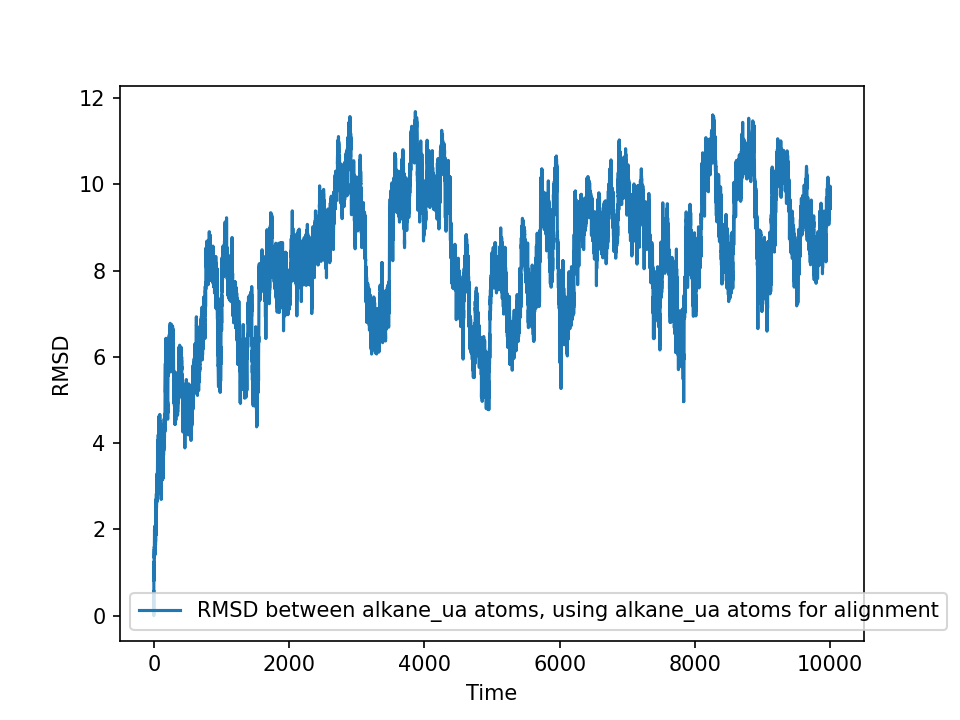 12
10
8
6
4
2
0
RMSD
RMSD between alkane_ua atoms, using alkane_ua atoms for alignment
0 2000 4000 6000 8000 10000
Time